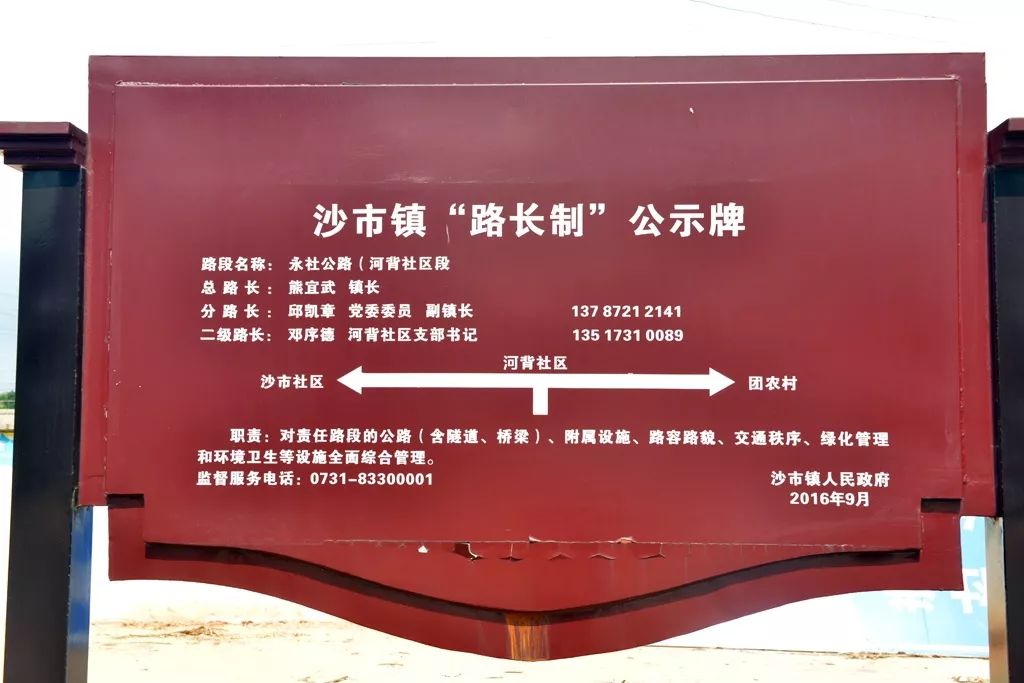 沙市镇“路长制”公示牌
路段名称：永社公路（河背社区段
总路长：熊宜武 镇长
分路长：邱凯章 党委委员 副镇长 137 8721 2141
二级路长：邓序德 河背社区支部书记 135 1731 0089
河背社区
沙市社区 团农村
职责：对责任路段的公路（含隧道、桥梁）、附属设施、路容路貌、交通秩序、绿化管理
和环境卫生等设施全面综合管理。
监督服务电话：0731-83300001 沙市镇人民政府
2016年9月